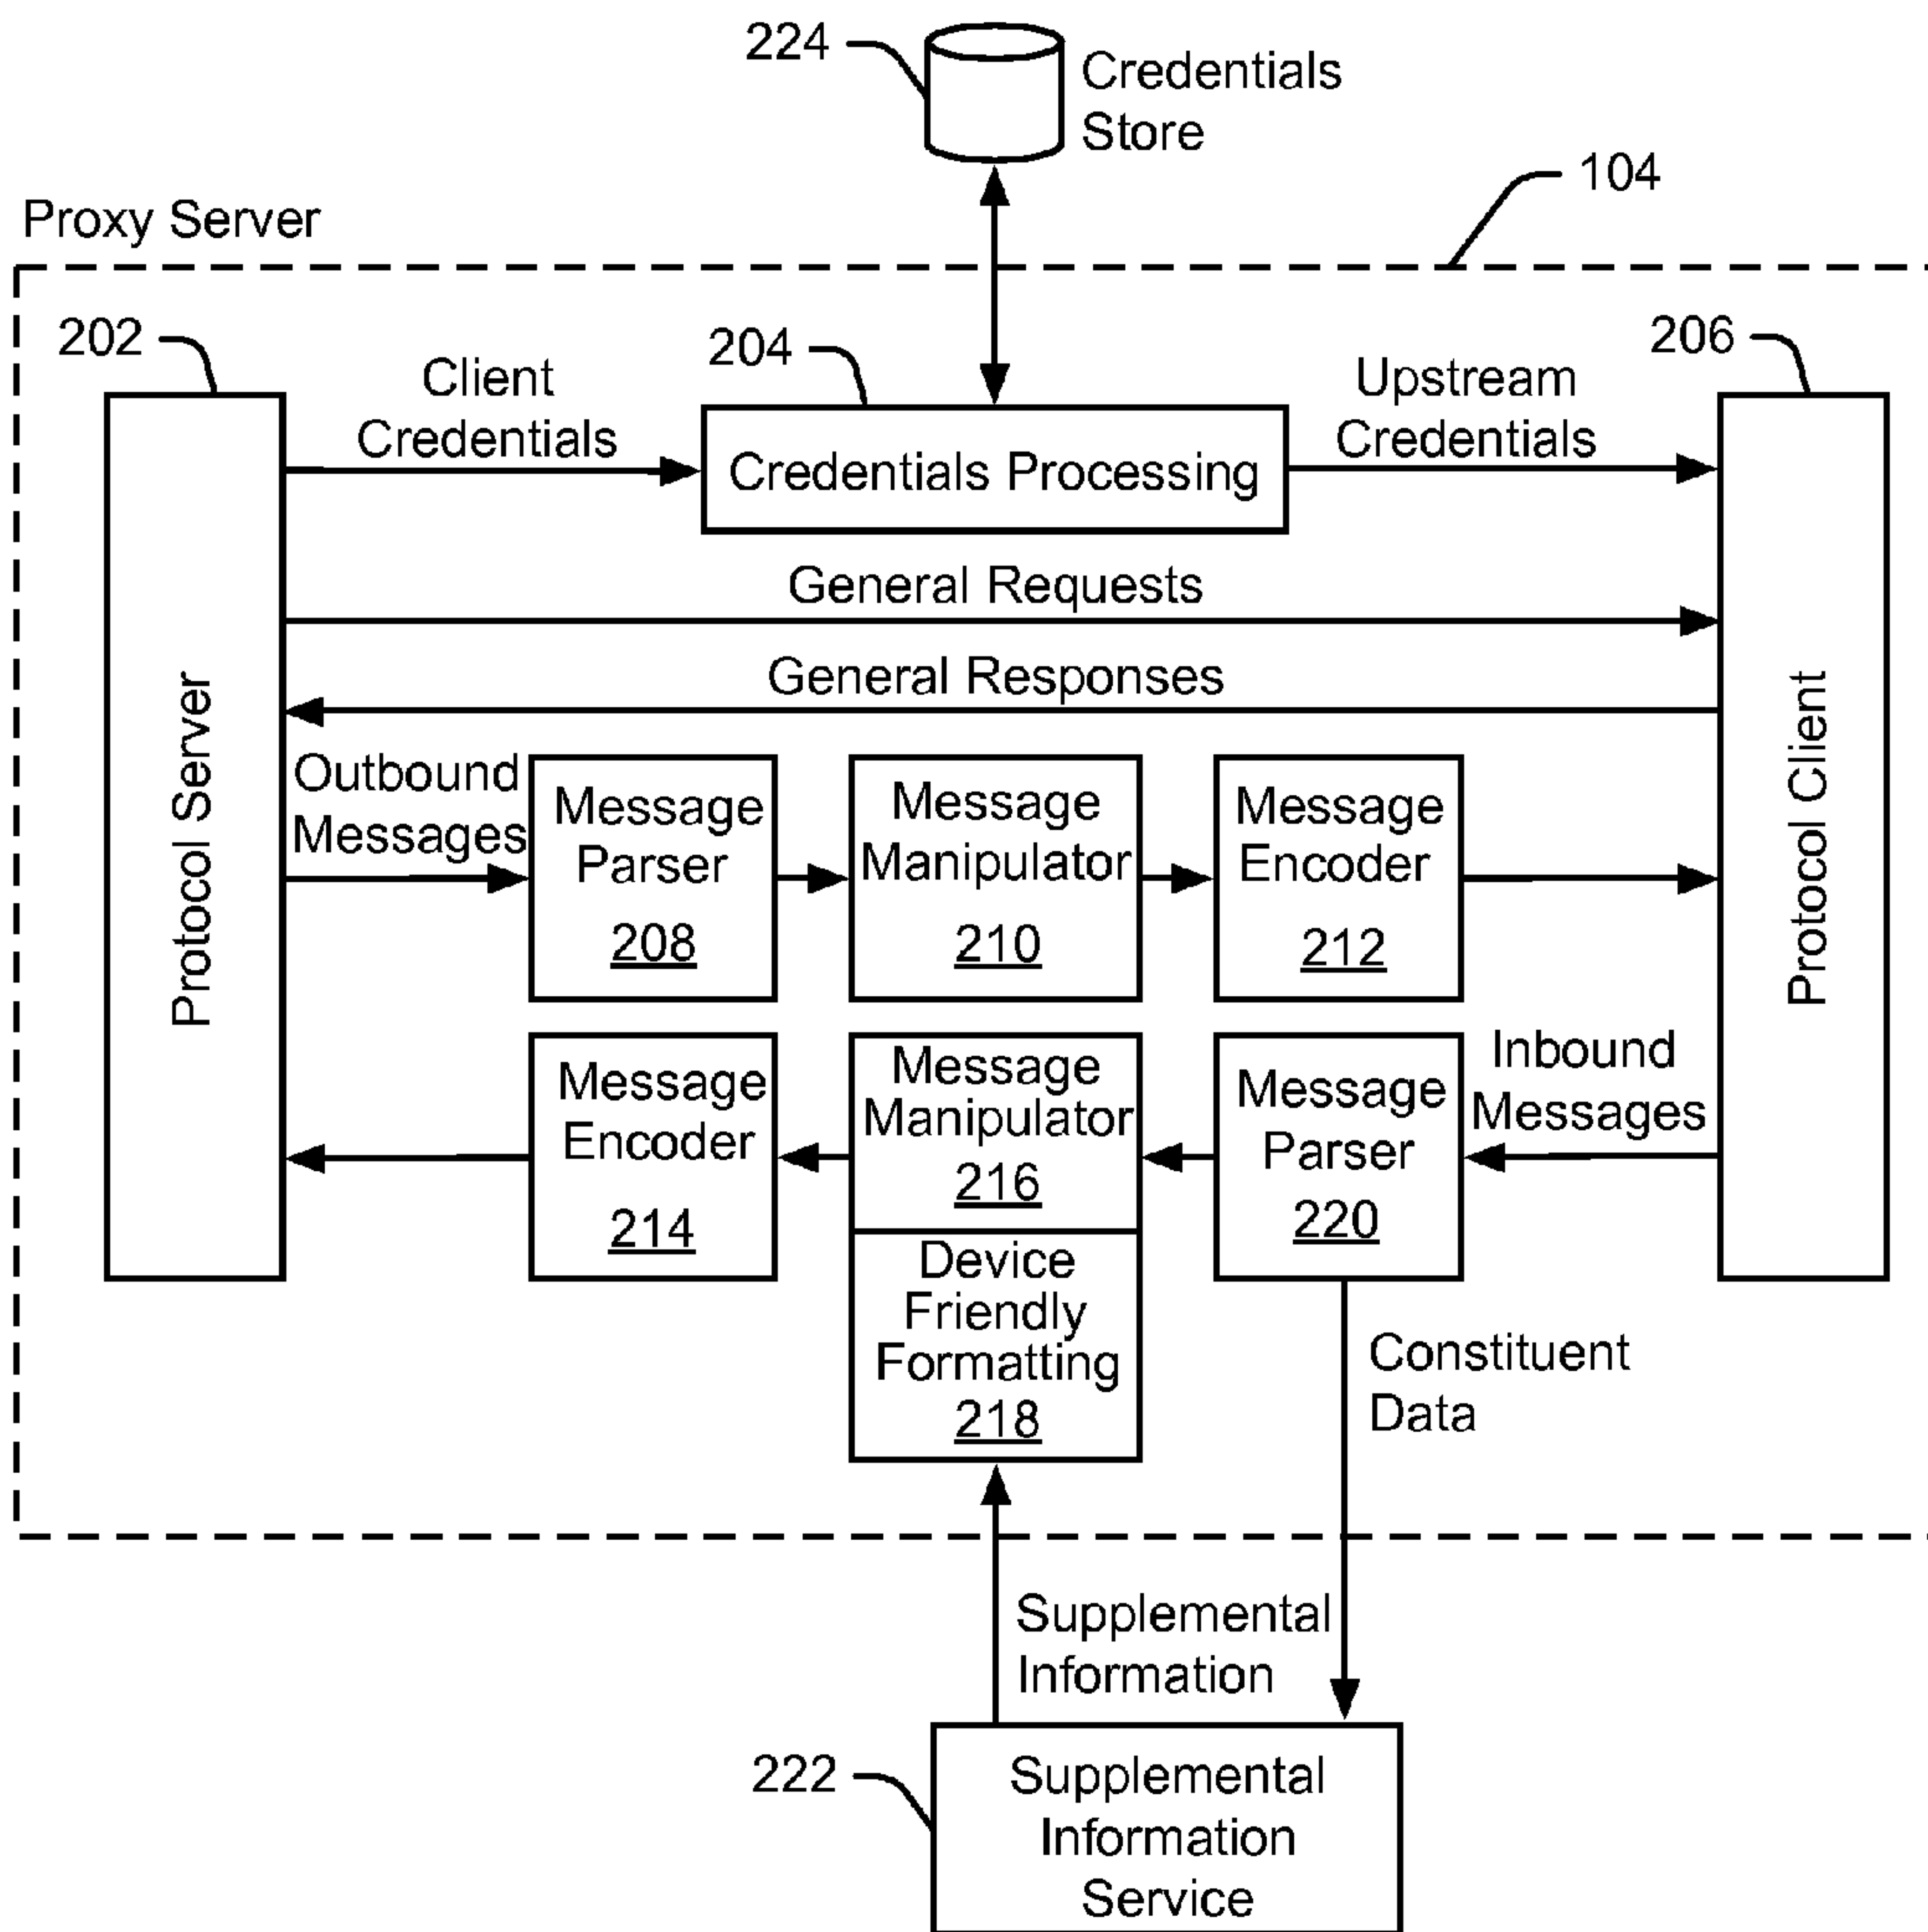 224
Credentials
Store
104
Proxy Server
202
204
206
Client
Credentials
Upstream
Credentials
Credentials Processing
General Requests
General Responses
Protocol Server
Protocol Client
Outbound
Messages
Message
Parser
208
Message
Manipulator
210
Message
Encoder
212
Message
Encoder
214
Message
Manipulator
216
Device
Friendly
Formatting
218
Message
Parser
220
Inbound
Messages
Constituent
Data
Supplemental
Information
222
Supplemental
Information
Service